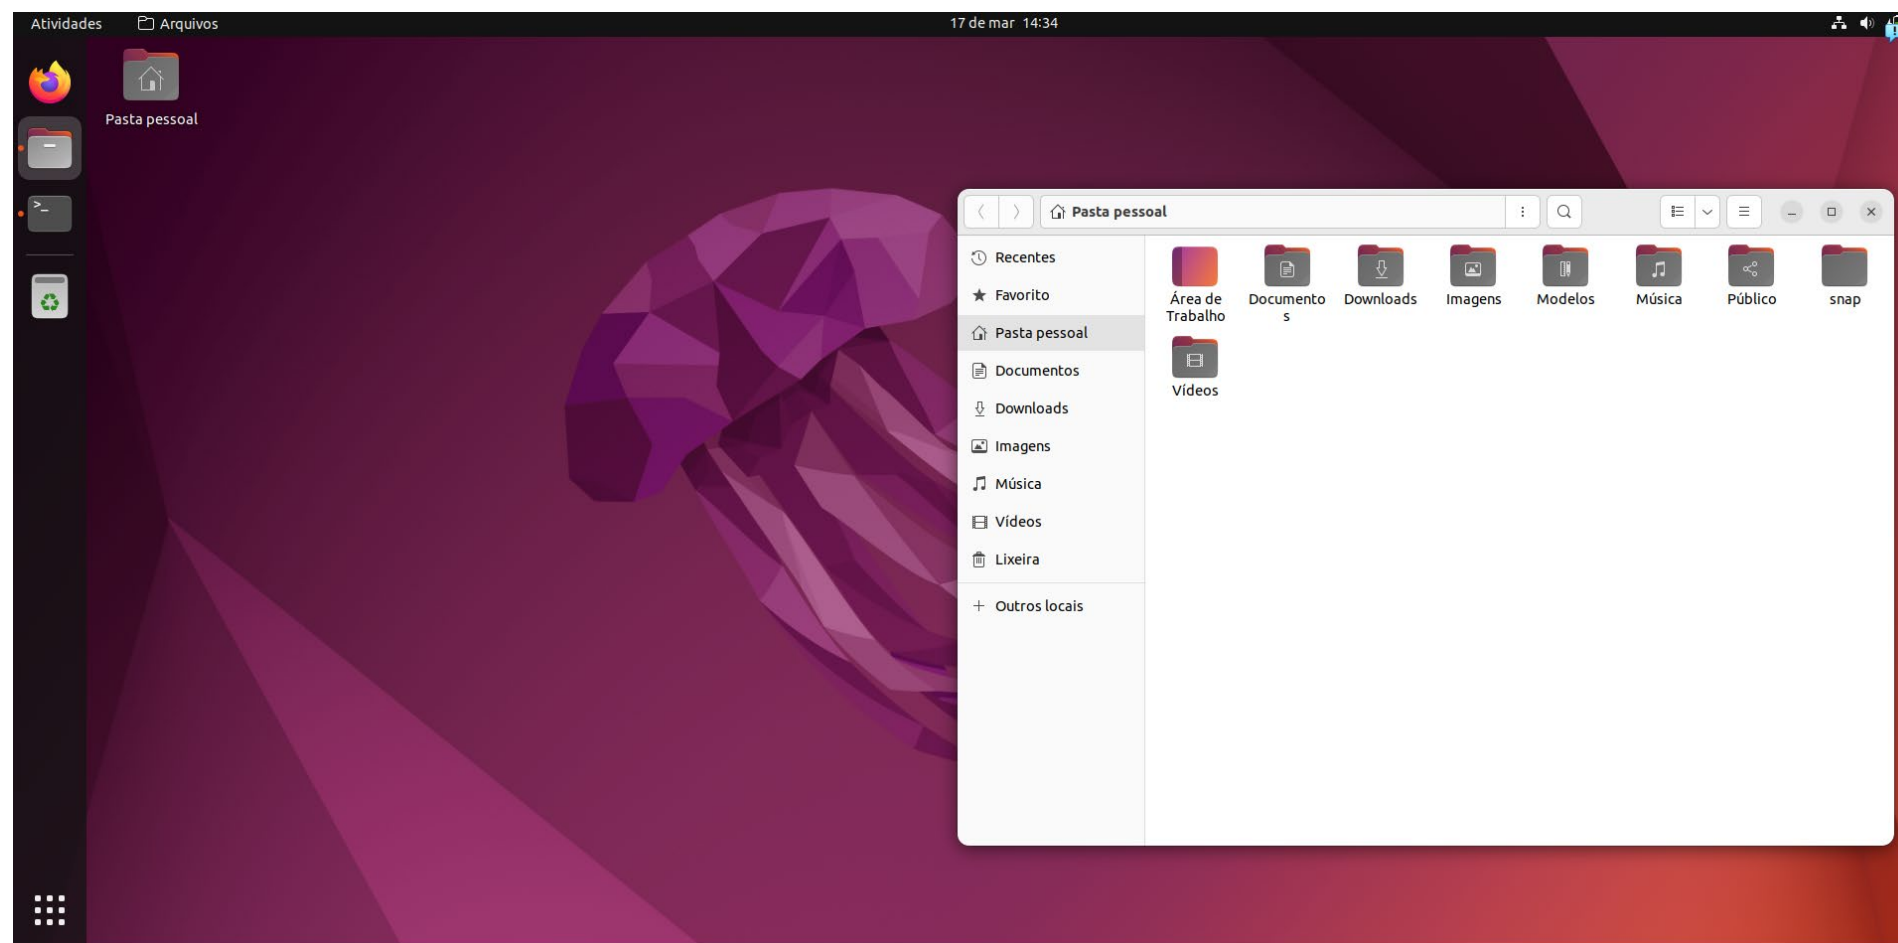 Atividades Arquivos 17 de mar 14:34
Pasta pessoal
Pasta pessoal
Recentes
Favorito
Pasta pessoal
Documentos
Downloads
Imagens
Música
Vídeos
Lixeira
Outros locais
Área de
Trabalho
Documento
s
Downloads
Imagens
Modelos
Música
Público
snap
Vídeos